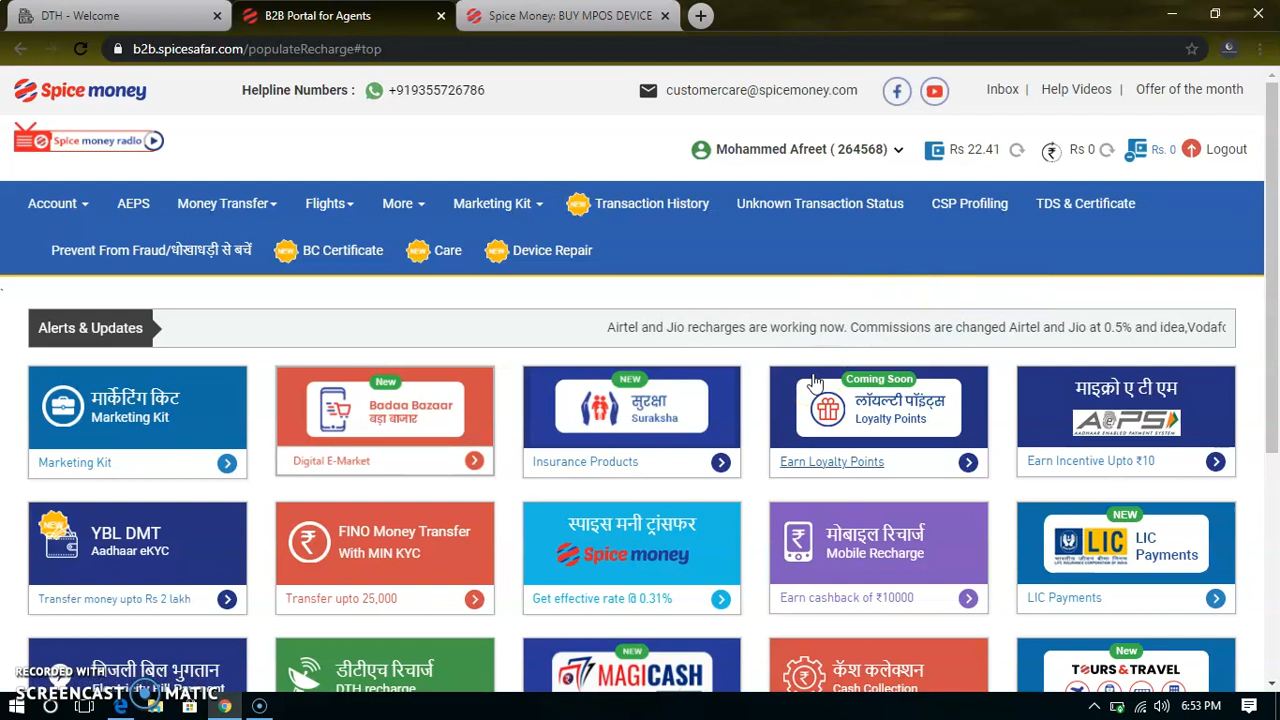 DTH - Welcome
B2B Portal for Agents
Spice Money: BUY MPOS DEVICE
b2b.spicesafar.com/populateRecharge#top
Spice money
Helpline Numbers : +919355726786
customercare@spicemoney.com
Inbox | Help Videos | Offer of the month
Spice money radio
Mohammed Afreet ( 264568)
Rs 22.41
Rs 0
Rs. 0
Logout
Account
AEPS
Money Transfer
Flights
More
Marketing Kit
NEW Transaction History
Unknown Transaction Status
CSP Profiling
TDS & Certificate
Prevent From Fraud/धोखाधड़ी से बचें
NEW BC Certificate
NEW Care
NEW Device Repair
`
Alerts & Updates
Airtel and Jio recharges are working now. Commissions are changed Airtel and Jio at 0.5% and idea,Vodafo
मार्केटिंग किट
Marketing Kit
Marketing Kit
New
Badaa Bazaar
बड़ा बाजार
Digital E-Market
NEW
सुरक्षा
Suraksha
Insurance Products
Coming Soon
लॉयल्टी पॉइंट्स
Loyalty Points
Earn Loyalty Points
माइक्रो ए टी एम
AEPS
AADHAAR ENABLED PAYMENT SYSTEM
Earn Incentive Upto ₹10
NEW
YBL DMT
Aadhaar eKYC
Transfer money upto Rs 2 lakh
FINO Money Transfer
With MIN KYC
Transfer upto 25,000
स्पाइस मनी ट्रांसफर
Spice money
Get effective rate @ 0.31%
मोबाइल रिचार्ज
Mobile Recharge
Earn cashback of ₹10000
NEW
LIC
LIC
Payments
LIC Payments
बिजली बिल भुगतान
डीटीएच रिचार्ज
DTH recharge
NEW
MAGICASH
कॅश कलेक्शन
Cash Collection
New
TOURS & TRAVEL
RECORDED WITH
SCREENCAST MATIC
6:53 PM